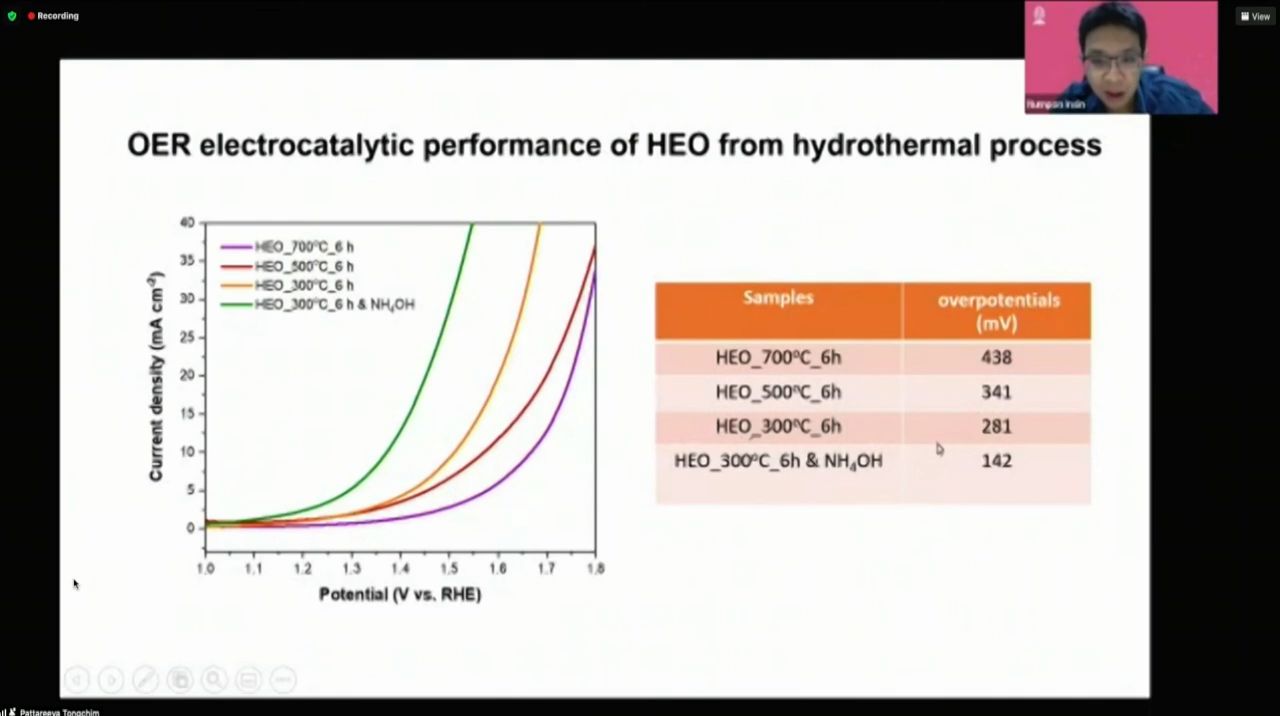 Recording
View
Numpon Insin
OER electrocatalytic performance of HEO from hydrothermal process
40
35
30
25
20
15
10
5
0
Current density (mA cm⁻²)
HEO_700°C_6 h
HEO_500°C_6 h
HEO_300°C_6 h
HEO_300°C_6 h & NH₄OH
1.0 1.1 1.2 1.3 1.4 1.5 1.6 1.7 1.8
Potential (V vs. RHE)
Samples overpotentials (mV)
HEO_700°C_6h 438
HEO_500°C_6h 341
HEO_300°C_6h 281
HEO_300°C_6h & NH₄OH 142
Pattareeya Tongchim